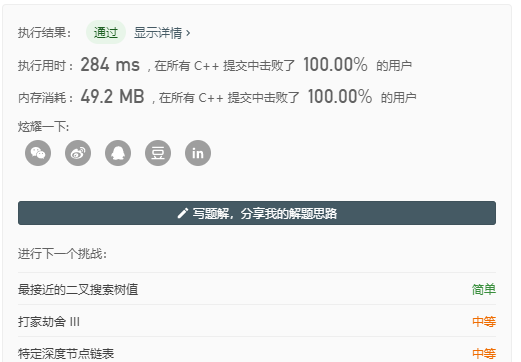 执行结果： 通过 显示详情 ›
执行用时：284 ms ，在所有 C++ 提交中击败了 100.00% 的用户
内存消耗：49.2 MB ，在所有 C++ 提交中击败了 100.00% 的用户
炫耀一下:
豆 in
写题解，分享我的解题思路
进行下一个挑战：
最接近的二叉搜索树值 简单
打家劫舍 III 中等
特定深度节点链表 中等